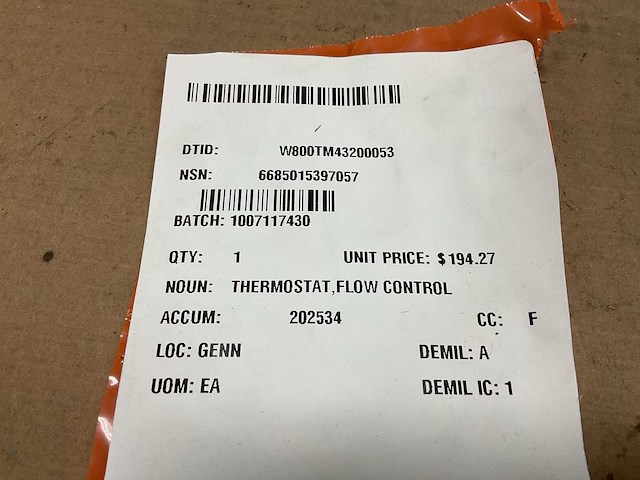 DTID: W800TM43200053
NSN: 6685015397057
BATCH: 1007117430
QTY: 1 UNIT PRICE: $194.27
NOUN: THERMOSTAT,FLOW CONTROL
ACCUM: 202534 CC: F
LOC: GENN DEMIL: A
UOM: EA DEMIL IC: 1